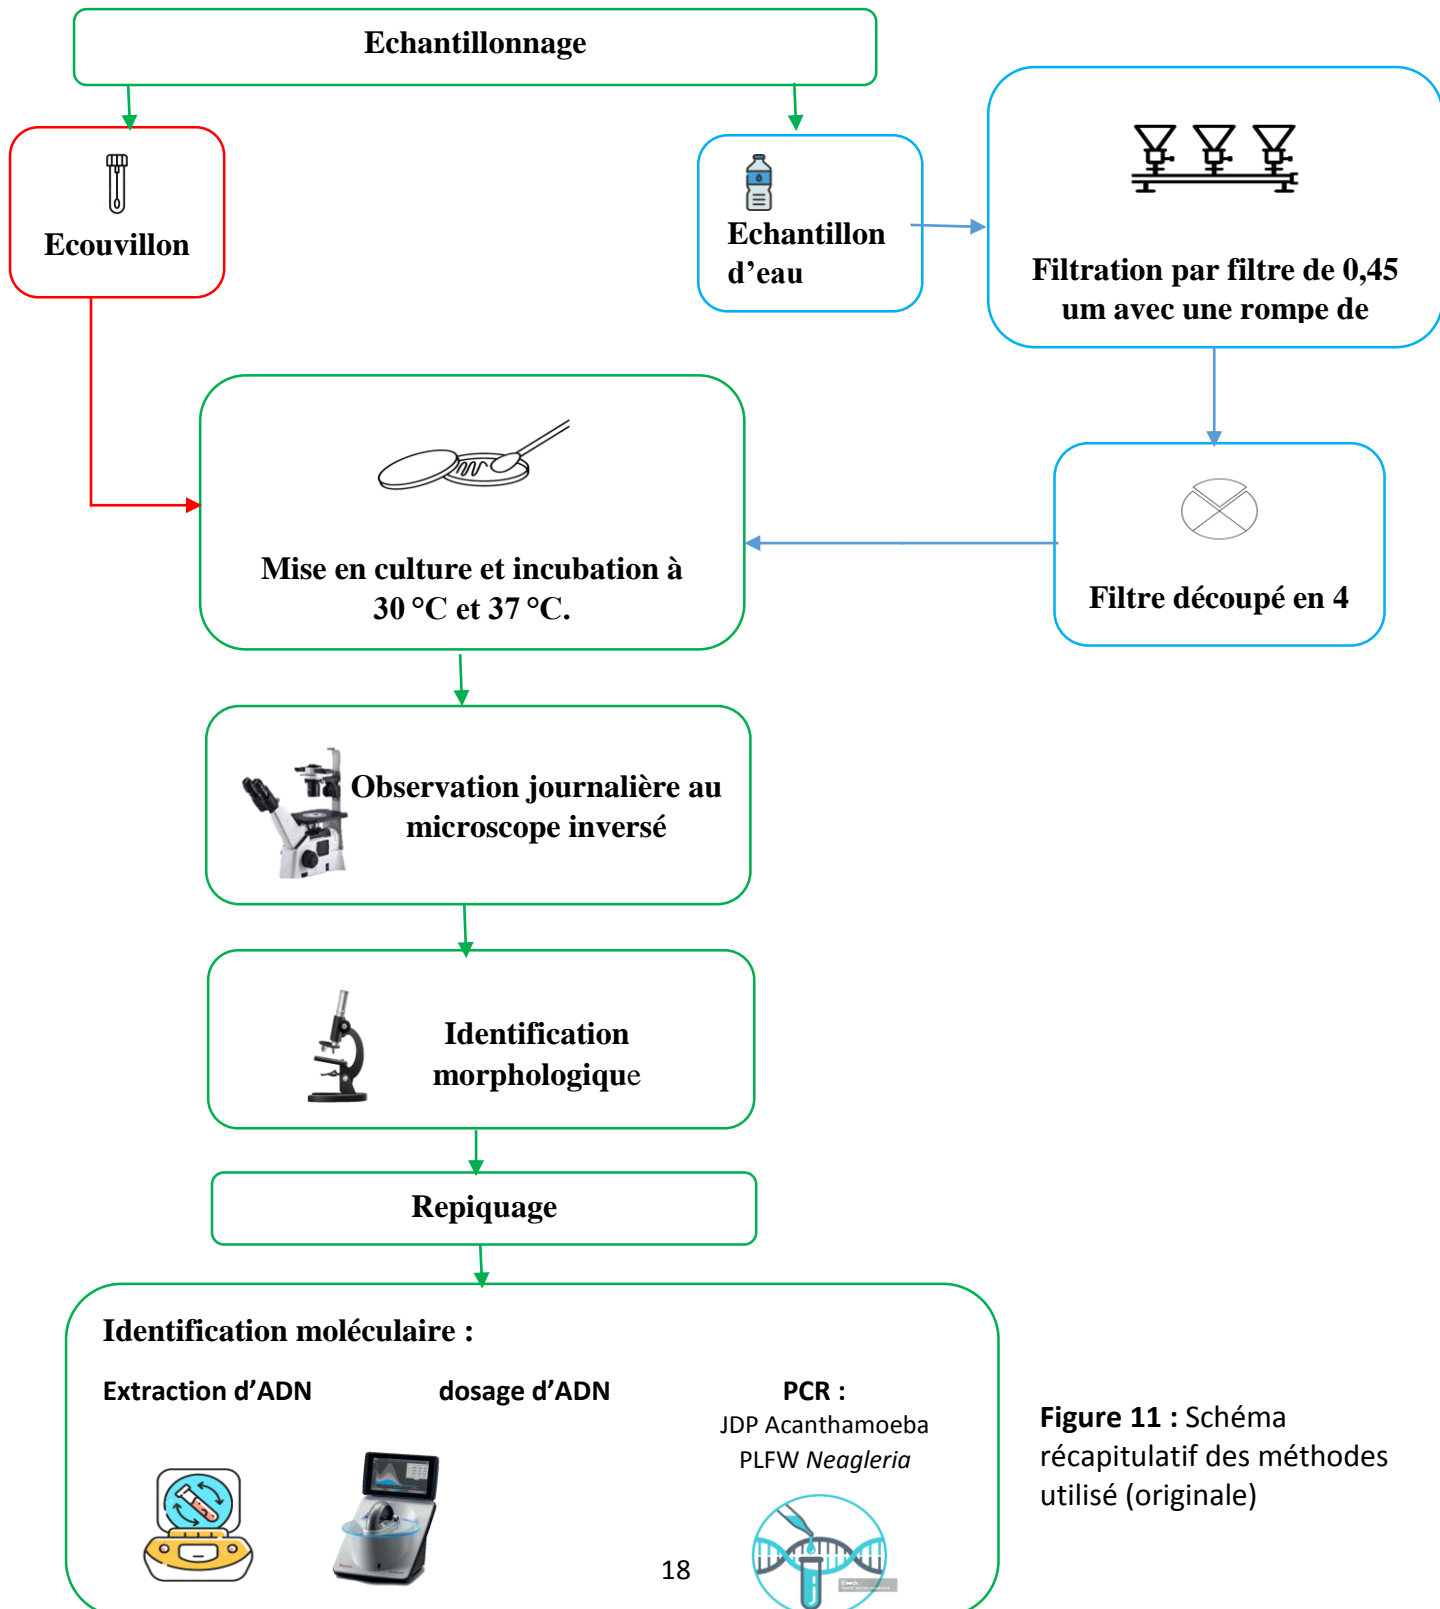 Echantillonnage
Ecouvillon
Echantillon
d’eau
Filtration par filtre de 0,45
um avec une rompe de
Mise en culture et incubation à
30 °C et 37 °C.
Filtre découpé en 4
Observation journalière au
microscope inversé
Identification
morphologique
Repiquage
Identification moléculaire :
Extraction d’ADN
dosage d’ADN
PCR :
JDP Acanthamoeba
PLFW Neagleria
Figure 11 : Schéma
récapitulatif des méthodes
utilisé (originale)
18